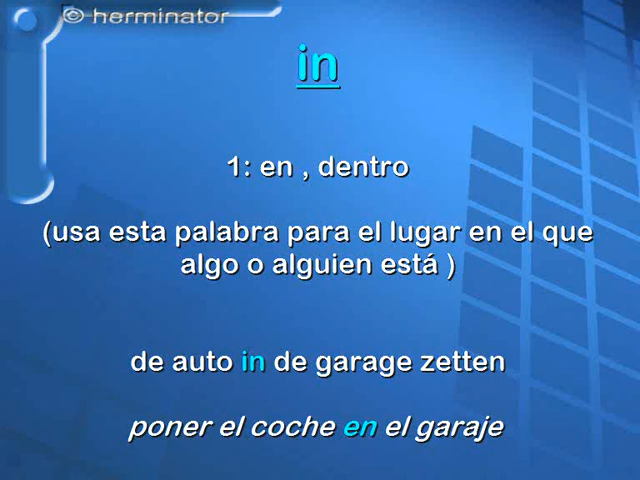 © herminator
in
1: en , dentro
(usa esta palabra para el lugar en el que
algo o alguien está )
de auto in de garage zetten
poner el coche en el garaje